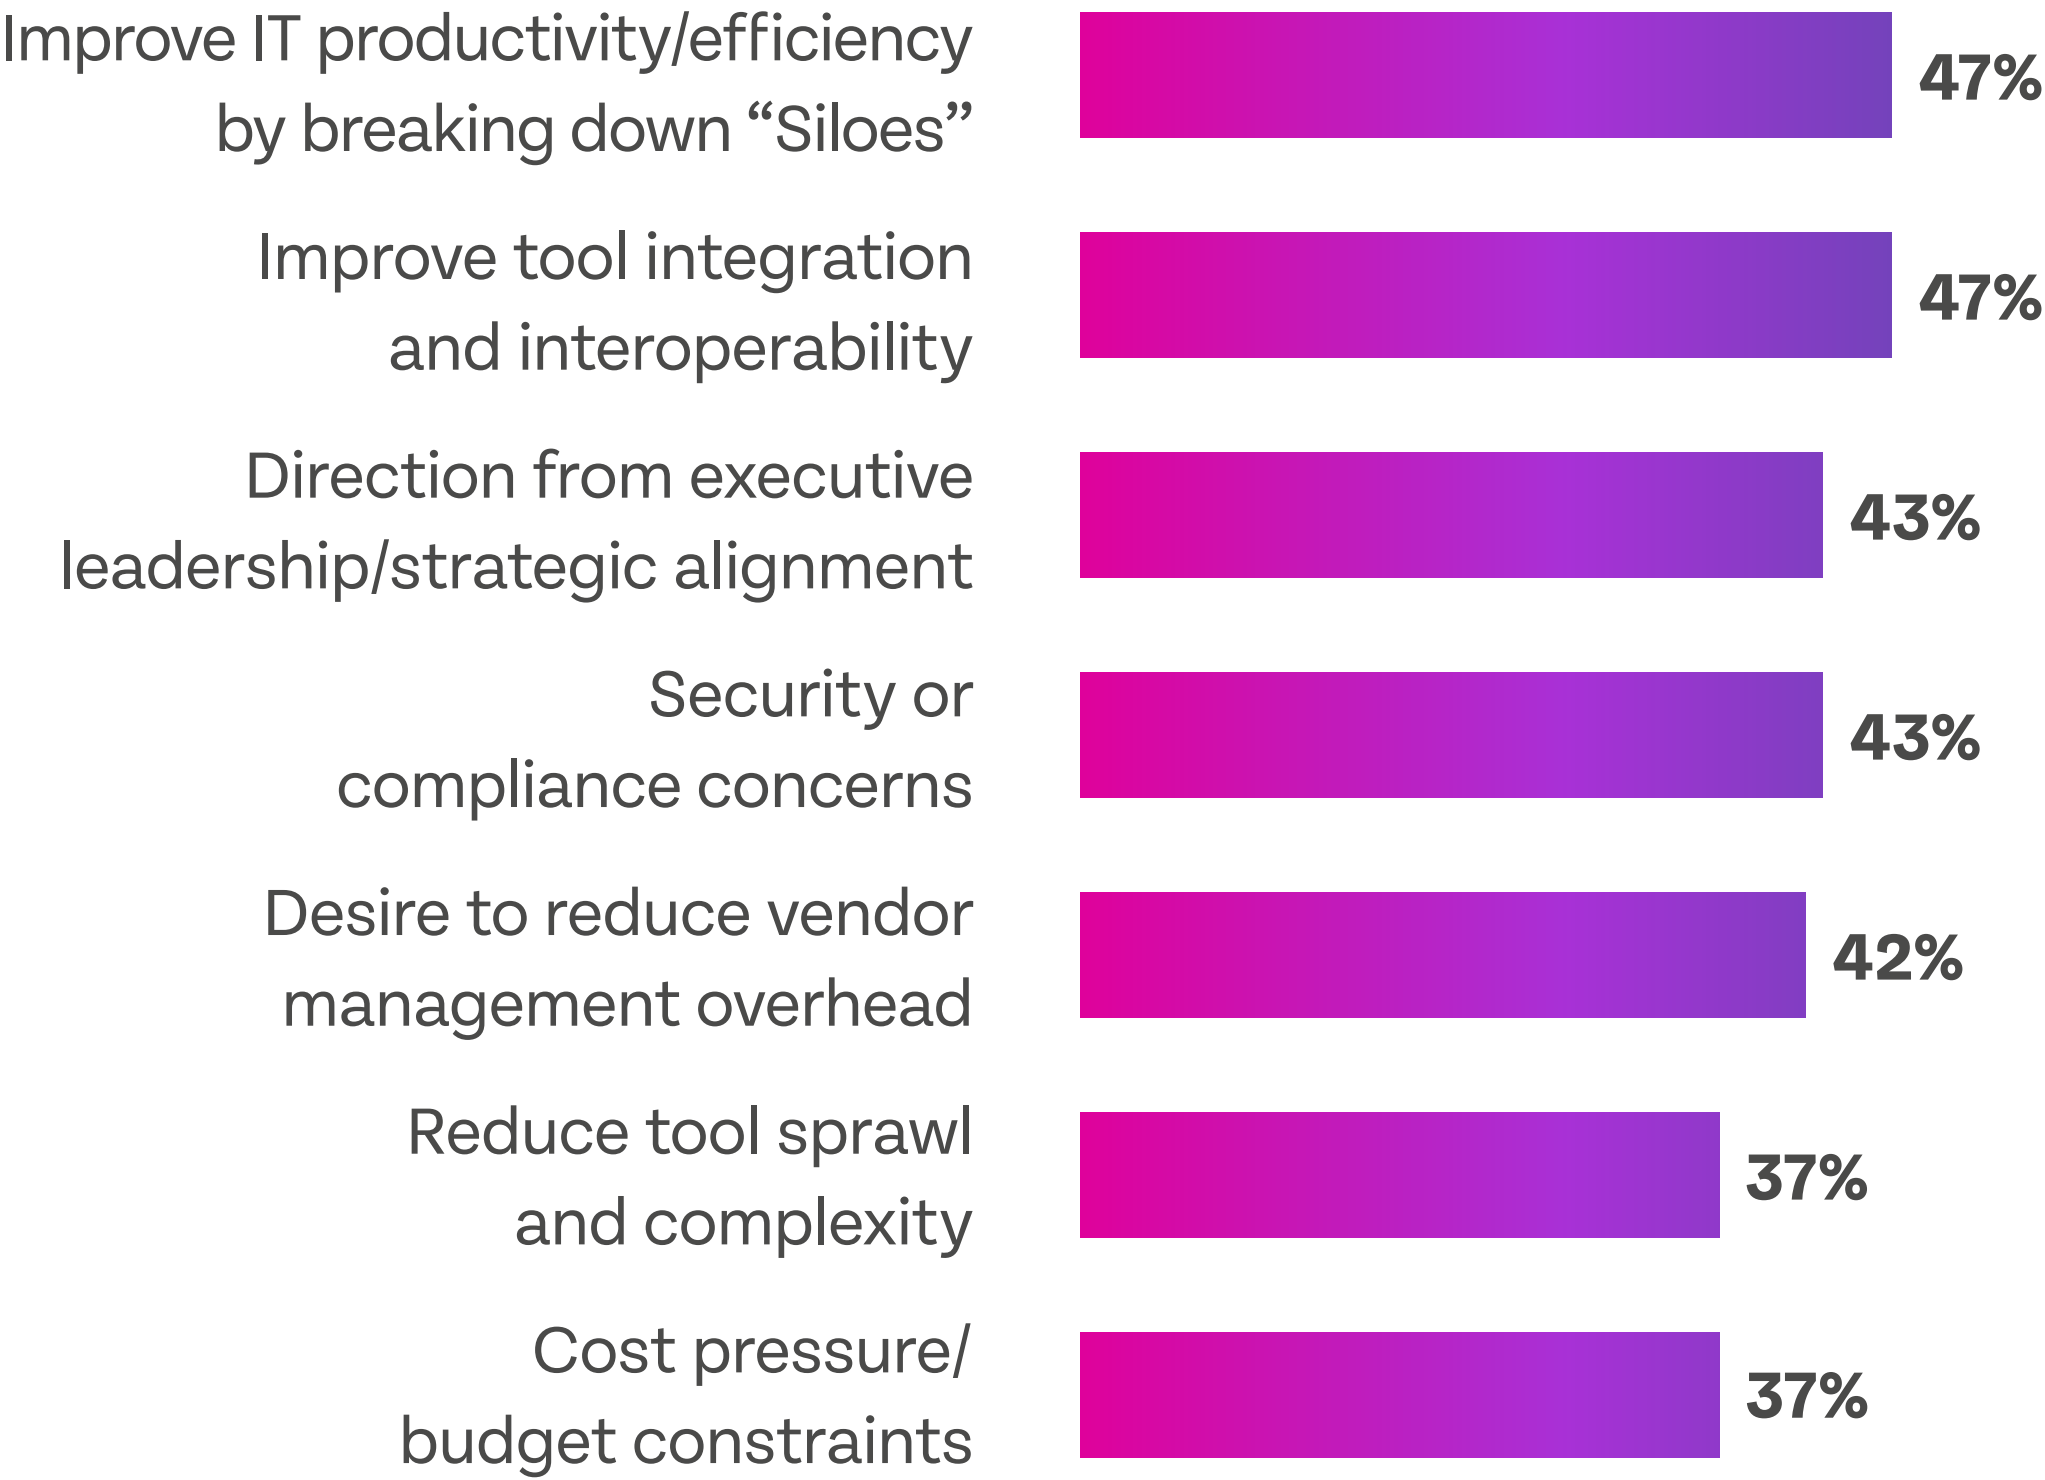 Improve IT productivity/efficiency
by breaking down “Siloes”
47%
Improve tool integration
and interoperability
47%
Direction from executive
leadership/strategic alignment
43%
Security or
compliance concerns
43%
Desire to reduce vendor
management overhead
42%
Reduce tool sprawl
and complexity
37%
Cost pressure/
budget constraints
37%